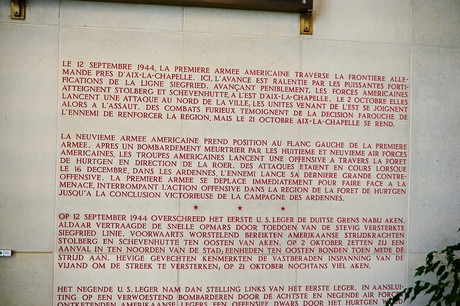 LE 12 SEPTEMBRE 1944, LA PREMIERE ARMEE AMERICAINE TRAVERSE LA FRONTIERE ALLE-
MANDE PRES D'AIX-LA-CHAPELLE. ICI, L'AVANCE EST RALENTIE PAR LES PUISSANTES FORTI-
FICATIONS DE LA LIGNE SIEGFRIED. AVANÇANT PENIBLEMENT, LES FORCES AMERICAINES
ATTEIGNENT STOLBERG ET SCHEVENHUTTE, A L'EST D'AIX-LA-CHAPELLE. LE 2 OCTOBRE ELLES
LANCENT UNE ATTAQUE AU NORD DE LA VILLE, LES UNITES VENANT DE L'EST SE JOIGNENT
ALORS A L'ASSAUT. DES COMBATS FURIEUX TEMOIGNENT DE LA DECISION FAROUCHE DE
L'ENNEMI DE RENFORCER LA REGION, MAIS LE 21 OCTOBRE AIX-LA-CHAPELLE SE REND.
LA NEUVIEME ARMEE AMERICAINE PREND POSITION AU FLANC GAUCHE DE LA PREMIERE
ARMEE. APRES UN BOMBARDEMENT MEURTRIER PAR LES HUITIEME ET NEUVIEME AIR FORCES
AMERICAINES, LES TROUPES AMERICAINES LANCENT UNE OFFENSIVE A TRAVERS LA FORET
DE HURTGEN EN DIRECTION DE LA ROER. DES ATTAQUES ETAIENT EN COURS LORSQUE
LE 16 DECEMBRE, DANS LES ARDENNES, L'ENNEMI LANCE SA DERNIERE GRANDE CONTRE-
OFFENSIVE. LA PREMIERE ARMEE SE DEPLACE IMMEDIATEMENT POUR FAIRE FACE A LA
MENACE, INTERROMPANT L'ACTION OFFENSIVE DANS LA REGION DE LA FORET DE HURTGEN
JUSQU'A LA CONCLUSION VICTORIEUSE DE LA CAMPAGNE DES ARDENNES.
OP 12 SEPTEMBER 1944 OVERSCHREED HET EERSTE U. S. LEGER DE DUITSE GRENS NABIJ AKEN.
ALDAAR VERTRAAGDE DE SNELLE OPMARS DOOR TOEDOEN VAN DE STEVIG VERSTERKTE
SIEGFRIED LINIE. VOORWAARTS WORSTELEND BEREIKTEN AMERIKAANSE STRIJDKRACHTEN
STOLBERG EN SCHEVENHUTTE TEN OOSTEN VAN AKEN. OP 2 OKTOBER ZETTEN ZIJ EEN
AANVAL IN TEN NOORDEN VAN DE STAD, EENHEDEN TEN OOSTEN BONDEN TOEN MEDE DE
STRIJD AAN. HEVIGE GEVECHTEN KENMERKTEN DE VASTBERADEN INSPANNING VAN DE
VIJAND OM DE STREEK TE VERSTERKEN, OP 21 OKTOBER NOCHTANS VIEL AKEN.
HET NEGENDE U. S. LEGER NAM DAN STELLING LINKS VAN HET EERSTE LEGER. IN AANSLUI-
TING OP EEN VERWOESTEND BOMBARDEREN DOOR DE ACHTSTE EN NEGENDE AIR FORCE
ONTKETENDEN AMERIKAANSE LEGERS EEN OFFENSIEF DWARS DOOR HET HURTGEN